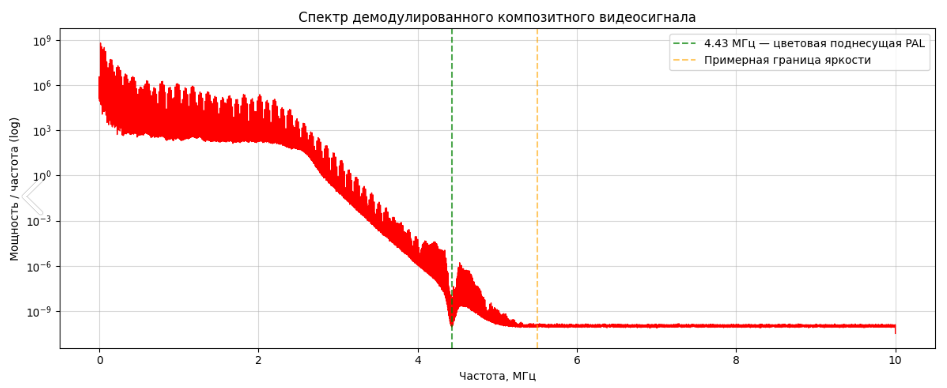 Спектр демодулированного композитного видеосигнала
10⁹
10⁶
10³
10⁰
10⁻³
10⁻⁶
10⁻⁹
Мощность / частота (log)
4.43 МГц — цветовая поднесущая PAL
Примерная граница яркости
0 2 4 6 8 10
Частота, МГц